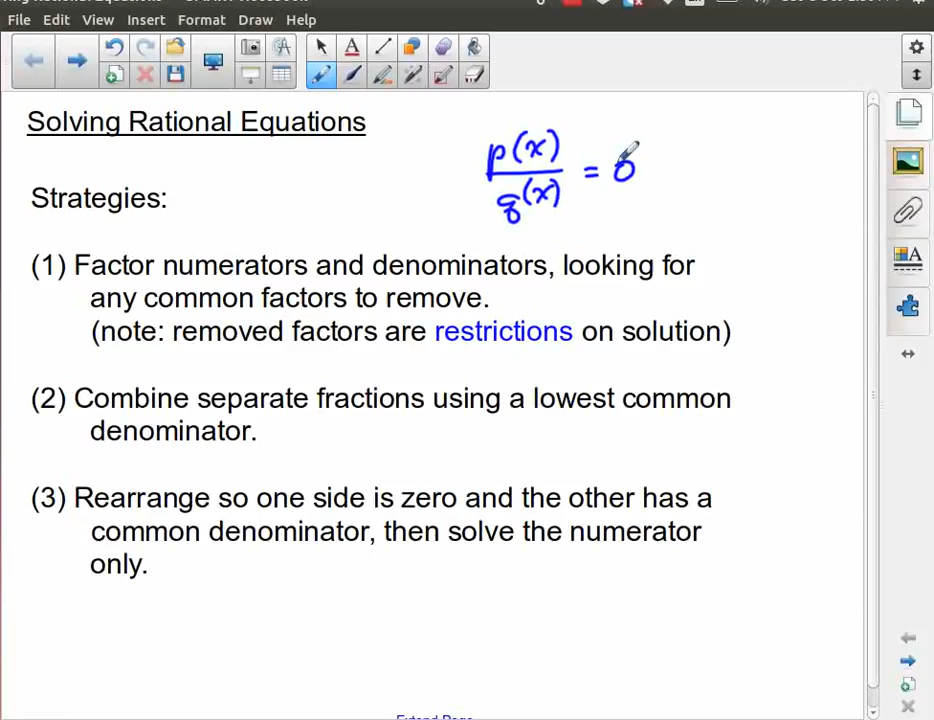 File Edit View Insert Format Draw Help
Solving Rational Equations
p(x)
q(x)
= 0
Strategies:
(1) Factor numerators and denominators, looking for
any common factors to remove.
(note: removed factors are restrictions on solution)
(2) Combine separate fractions using a lowest common
denominator.
(3) Rearrange so one side is zero and the other has a
common denominator, then solve the numerator
only.
Extend Page